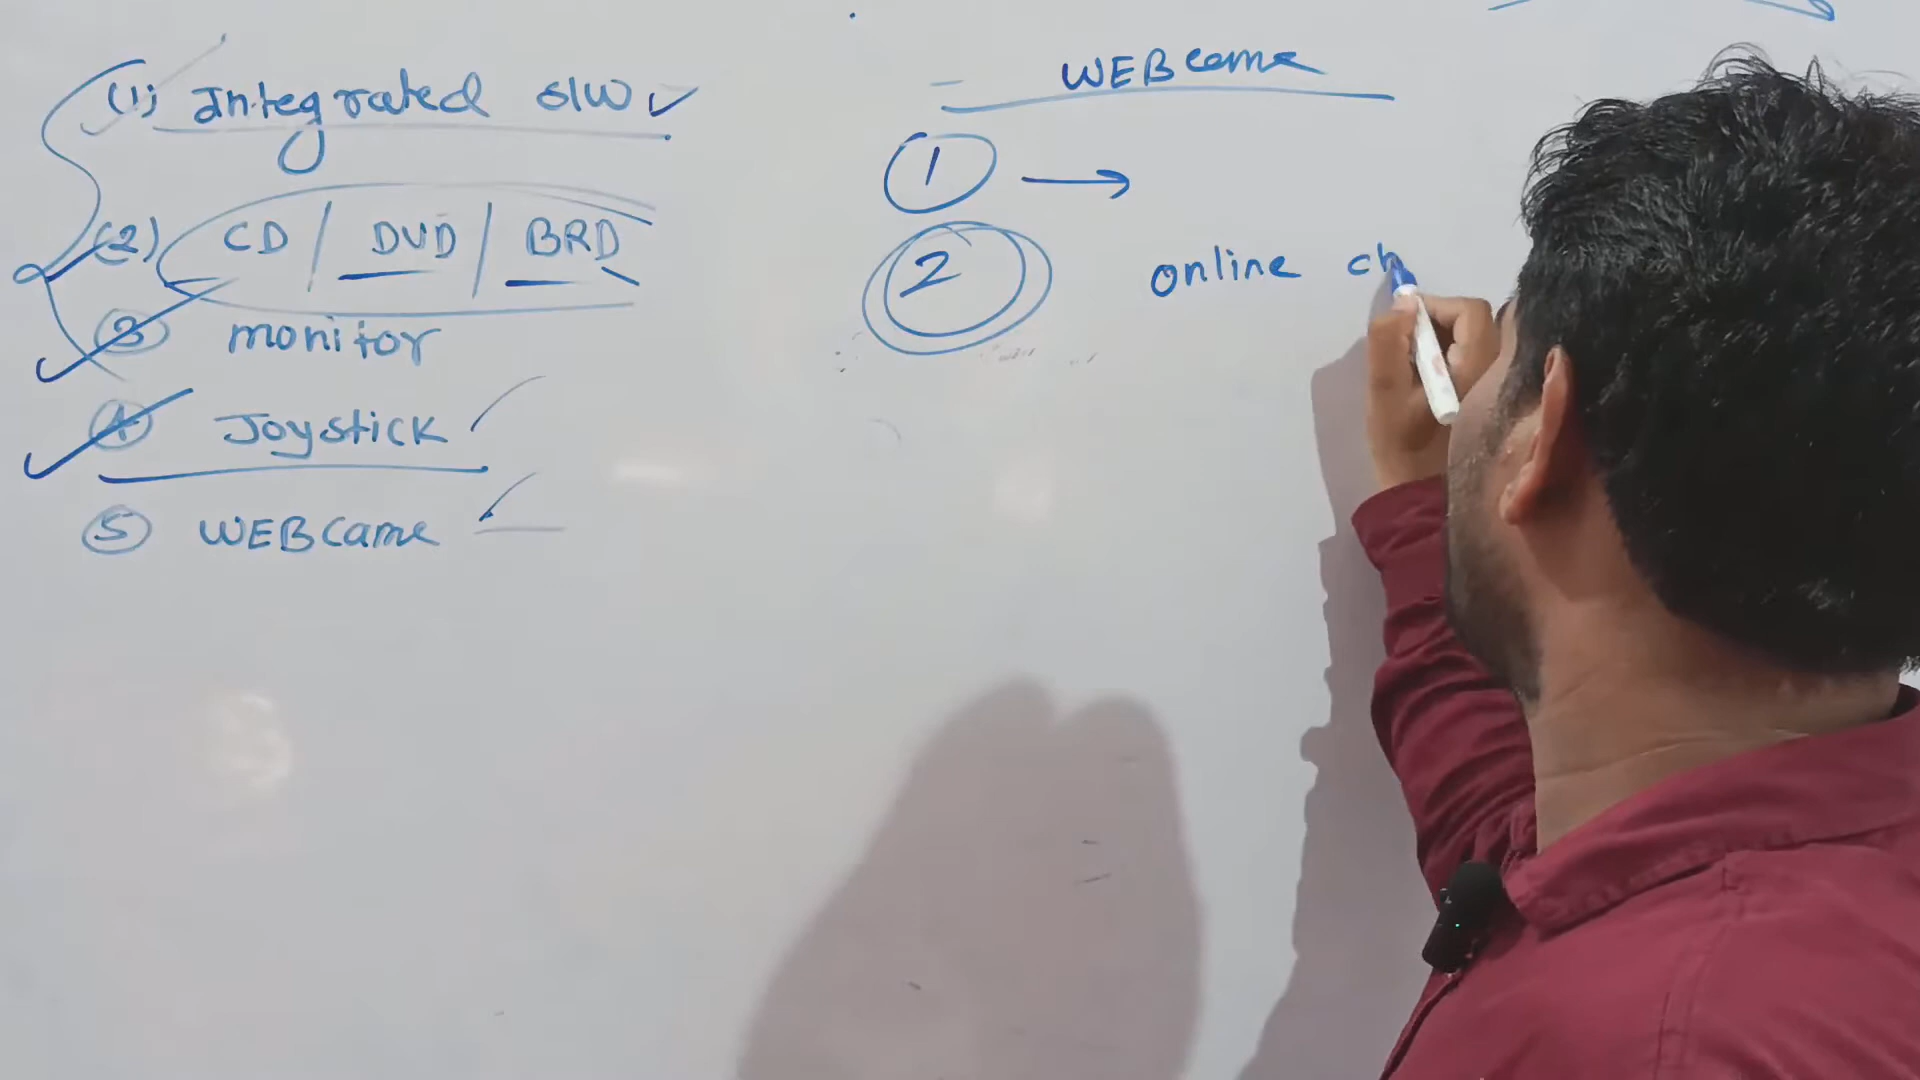 (1) Integrated S/W ✓
(2) CD / DVD / BRD
3 monitor
4 Joystick
5 WEBcame
WEBcame
1 →
2 online ch